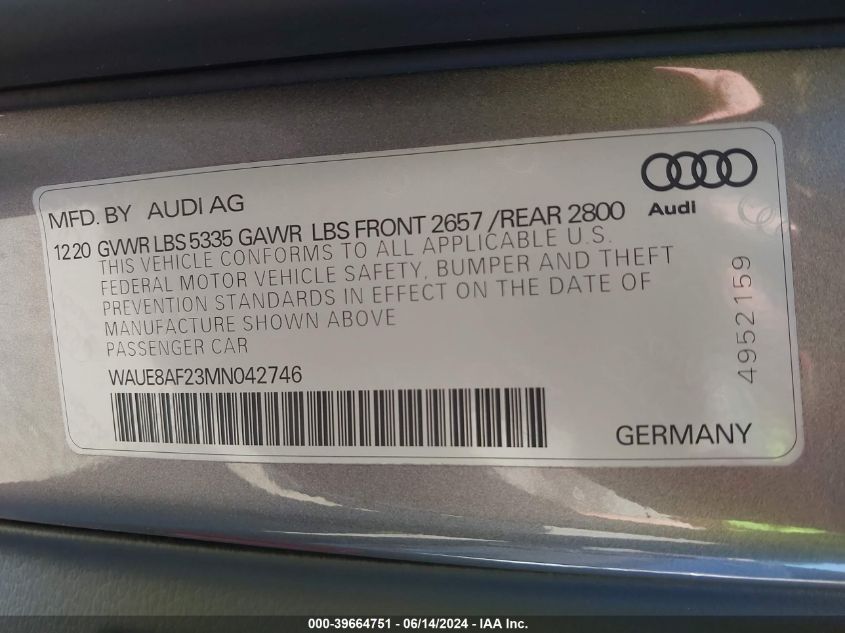 MFD. BY AUDI AG
Audi
12 20 GVWR LBS 5335 GAWR LBS FRONT 2657 /REAR 2800
THIS VEHICLE CONFORMS TO ALL APPLICABLE U.S.
FEDERAL MOTOR VEHICLE SAFETY, BUMPER AND THEFT
PREVENTION STANDARDS IN EFFECT ON THE DATE OF
MANUFACTURE SHOWN ABOVE
PASSENGER CAR
4952159
WAUE8AF23MN042746
GERMANY
000-39664751 - 06/14/2024 - IAA Inc.